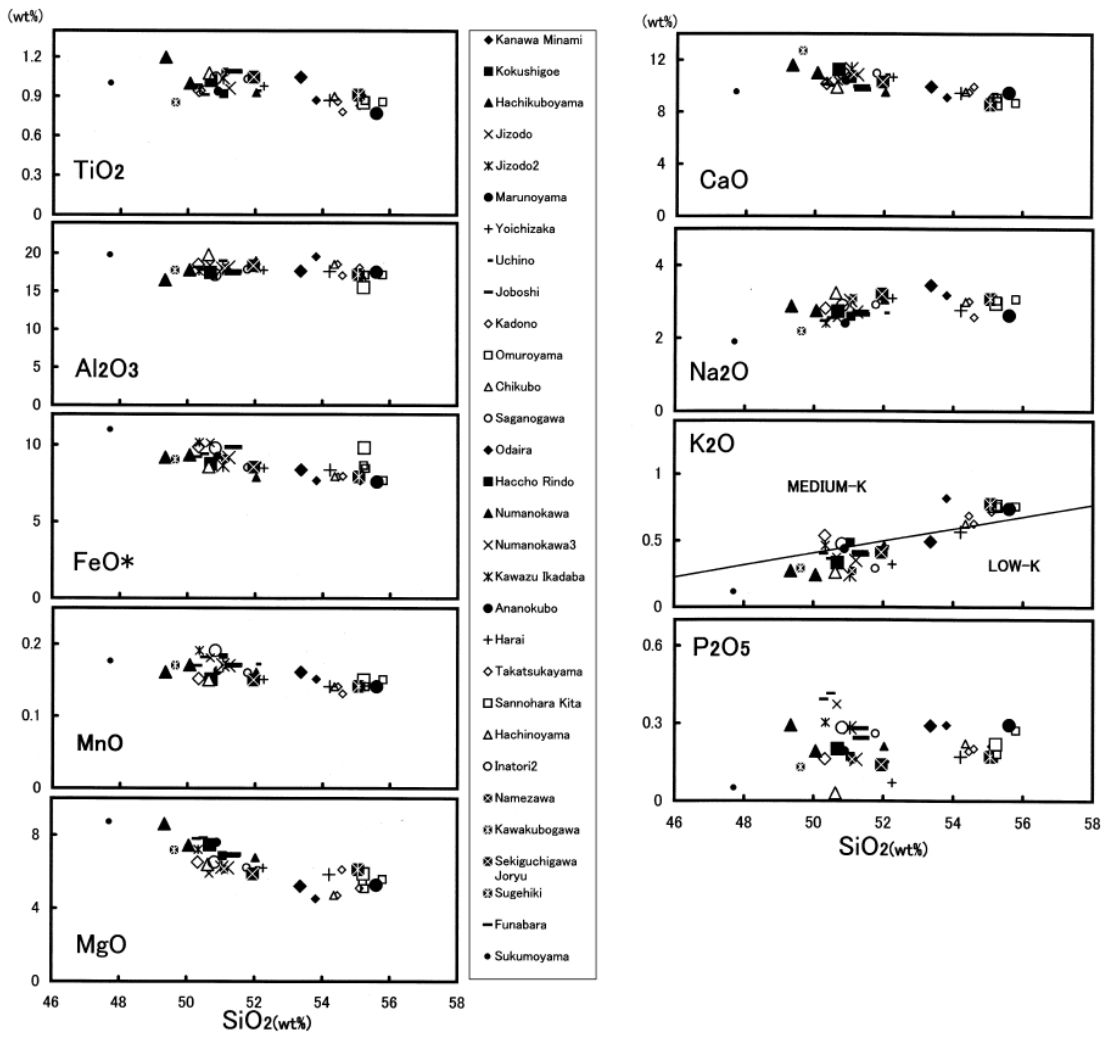 (wt%)
1.2
0.9
0.6
0.3
0
TiO2
20
15
10
5
0
Al2O3
10
5
0
FeO*
0.2
0.1
0
MnO
8
4
0
MgO
46 48 50 52 54 56 58
SiO2(wt%)
Kanawa Minami
Kokushigoe
Hachikuboyama
Jizodo
Jizodo2
Marunoyama
Yoichizaka
Uchino
Joboshi
Kadono
Omuroyama
Chikubo
Saganogawa
Odaira
Haccho Rindo
Numanokawa
Numanokawa3
Kawazu Ikadaba
Ananokubo
Harai
Takatsukayama
Sannohara Kita
Hachinoyama
Inatori2
Namezawa
Kawakubogawa
Sekiguchigawa
Joryu
Sugehiki
Funabara
Sukumoyama
(wt%)
12
8
4
0
CaO
4
2
0
Na2O
K2O
1
0.5
0
MEDIUM-K
LOW-K
P2O5
0.6
0.3
0
46 48 50 52 54 56 58
SiO2(wt%)